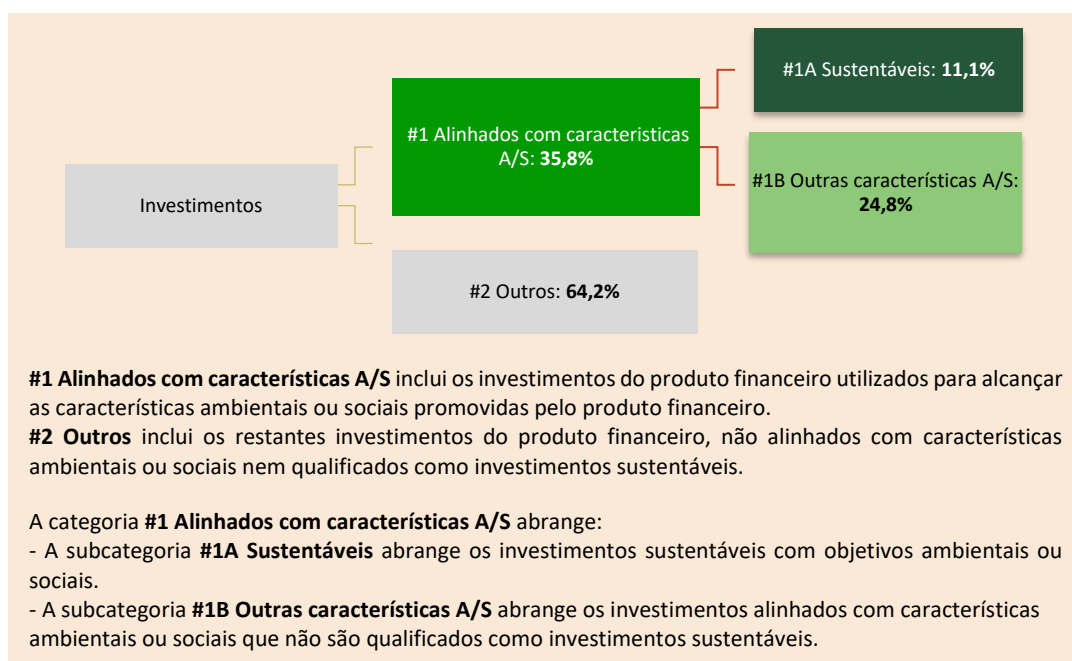 #1A Sustentáveis: 11,1%
#1 Alinhados com caracteristicas
A/S: 35,8%
#1B Outras características A/S:
24,8%
Investimentos
#2 Outros: 64,2%
#1 Alinhados com características A/S inclui os investimentos do produto financeiro utilizados para alcançar
as características ambientais ou sociais promovidas pelo produto financeiro.
#2 Outros inclui os restantes investimentos do produto financeiro, não alinhados com características
ambientais ou sociais nem qualificados como investimentos sustentáveis.
A categoria #1 Alinhados com características A/S abrange:
- A subcategoria #1A Sustentáveis abrange os investimentos sustentáveis com objetivos ambientais ou
sociais.
- A subcategoria #1B Outras características A/S abrange os investimentos alinhados com características
ambientais ou sociais que não são qualificados como investimentos sustentáveis.